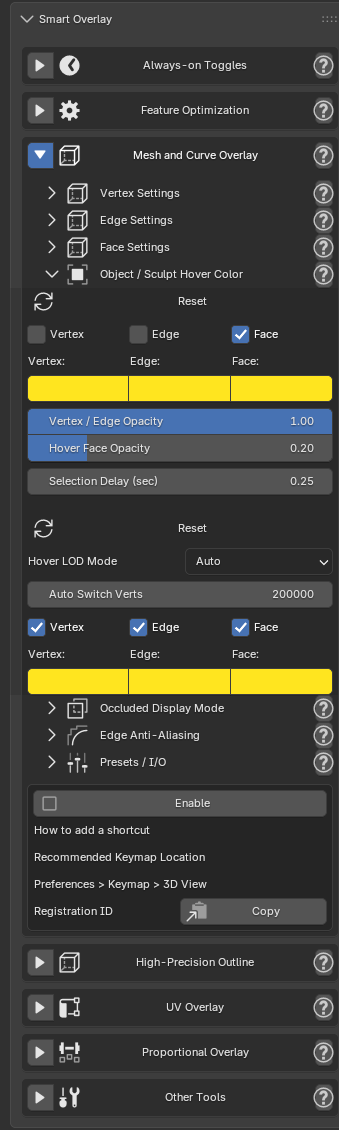 Smart Overlay
Always-on Toggles
Feature Optimization
Mesh and Curve Overlay
Vertex Settings
Edge Settings
Face Settings
Object / Sculpt Hover Color
Reset
Vertex Edge Face
Vertex: Edge: Face:
Vertex / Edge Opacity 1.00
Hover Face Opacity 0.20
Selection Delay (sec) 0.25
Reset
Hover LOD Mode Auto
Auto Switch Verts 200000
Vertex Edge Face
Vertex: Edge: Face:
Occluded Display Mode
Edge Anti-Aliasing
Presets / I/O
Enable
How to add a shortcut
Recommended Keymap Location
Preferences > Keymap > 3D View
Registration ID Copy
High-Precision Outline
UV Overlay
Proportional Overlay
Other Tools